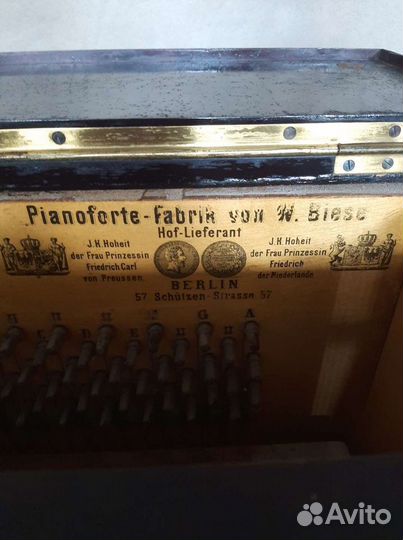 Pianoforte-Fabrik von W. Biese
Hof-Lieferant
J.H. Hoheit
der Frau Prinzessin
Friedrich Carl
von Preussen.
J.H. Hoheit
der Frau Prinzessin
Friedrich
der Niederlande
BERLIN
57 Schützen-Strasse 57
G A
Avito